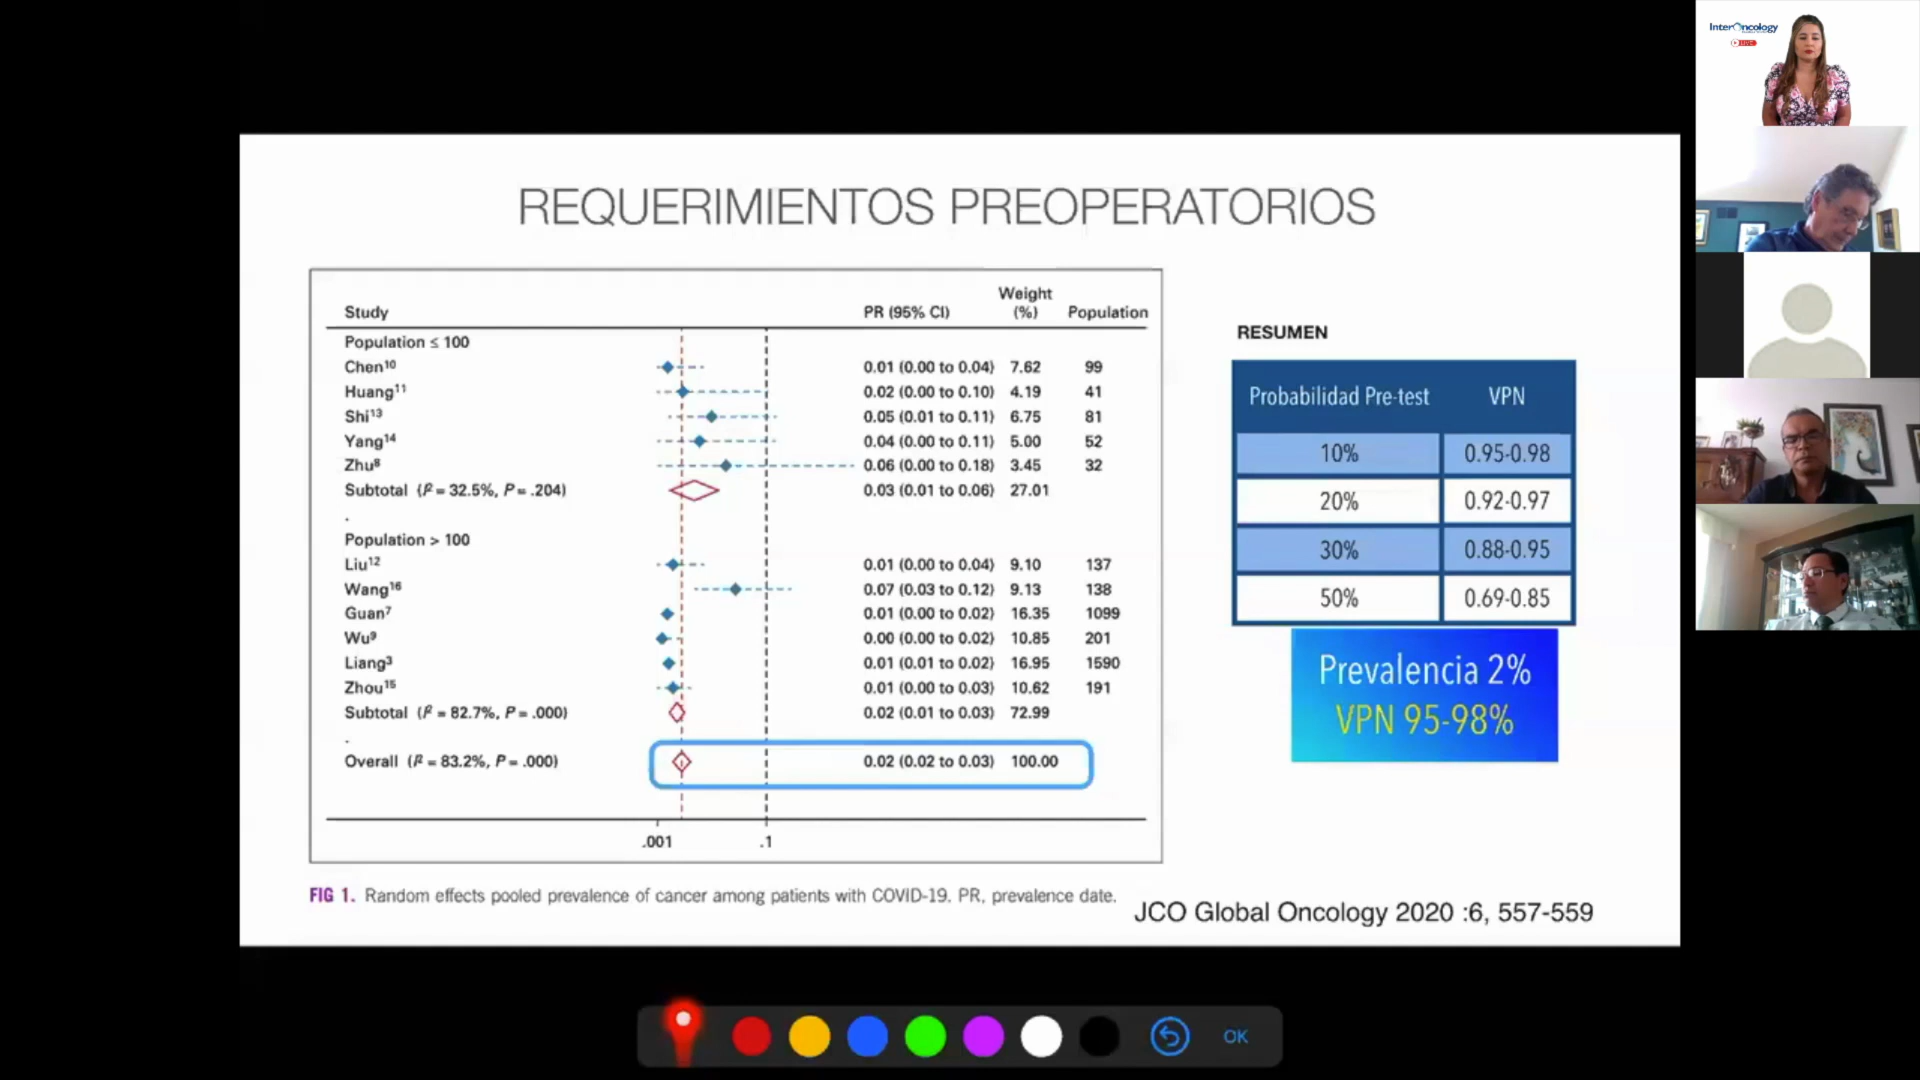 InterOncology
LIVE
REQUERIMIENTOS PREOPERATORIOS
Study PR (95% CI) Weight (%) Population
Population ≤ 100
Chen¹⁰ 0.01 (0.00 to 0.04) 7.62 99
Huang¹¹ 0.02 (0.00 to 0.10) 4.19 41
Shi¹³ 0.05 (0.01 to 0.11) 6.75 81
Yang¹⁴ 0.04 (0.00 to 0.11) 5.00 52
Zhu⁸ 0.06 (0.00 to 0.18) 3.45 32
Subtotal (I² = 32.5%, P = .204) 0.03 (0.01 to 0.06) 27.01
.
Population > 100
Liu¹² 0.01 (0.00 to 0.04) 9.10 137
Wang¹⁶ 0.07 (0.03 to 0.12) 9.13 138
Guan⁷ 0.01 (0.00 to 0.02) 16.35 1099
Wu⁹ 0.00 (0.00 to 0.02) 10.85 201
Liang³ 0.01 (0.01 to 0.02) 16.95 1590
Zhou¹⁵ 0.01 (0.00 to 0.03) 10.62 191
Subtotal (I² = 82.7%, P = .000) 0.02 (0.01 to 0.03) 72.99
.
Overall (I² = 83.2%, P = .000) 0.02 (0.02 to 0.03) 100.00
.001 .1
FIG 1. Random effects pooled prevalence of cancer among patients with COVID-19. PR, prevalence date.
RESUMEN
Probabilidad Pre-test VPN
10% 0.95-0.98
20% 0.92-0.97
30% 0.88-0.95
50% 0.69-0.85
Prevalencia 2%
VPN 95-98%
JCO Global Oncology 2020 :6, 557-559
OK